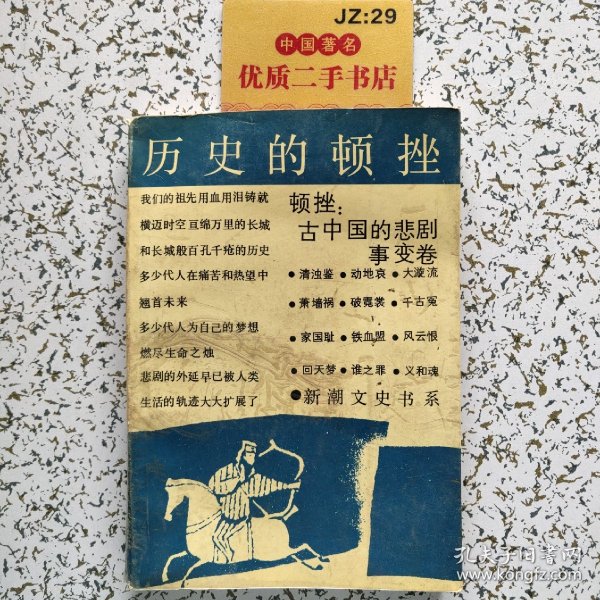 JZ:29
中国著名
优质二手书店
历史的顿挫
我们的祖先用血用泪铸就
横迈时空亘绵万里的长城
和长城般百孔千疮的历史
多少代人在痛苦和热望中
翘首未来
多少代人为自己的梦想
燃尽生命之烛
悲剧的外延早已被人类
生活的轨迹大大扩展了
顿挫:
古中国的悲剧
事变卷
•清浊鉴 •动地哀 •大漩流
•萧墙祸 •破霓裳 •千古冤
•家国耻 •铁血盟 •风云恨
•回天梦 •谁之罪 •义和魂
新潮文史书系
孔夫子旧书网
www.kongfz.com